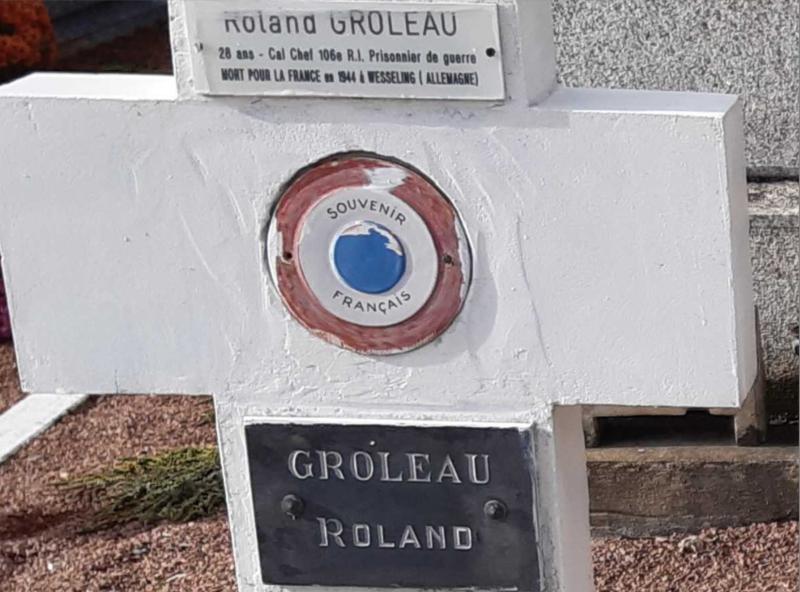 Roland GROLEAU
28 ans - Cal Chef 106e R.I. Prisonnier de guerre
MORT POUR LA FRANCE en 1944 à WESSELING ( ALLEMAGNE )
SOUVENIR
FRANÇAIS
GROLEAU
ROLAND